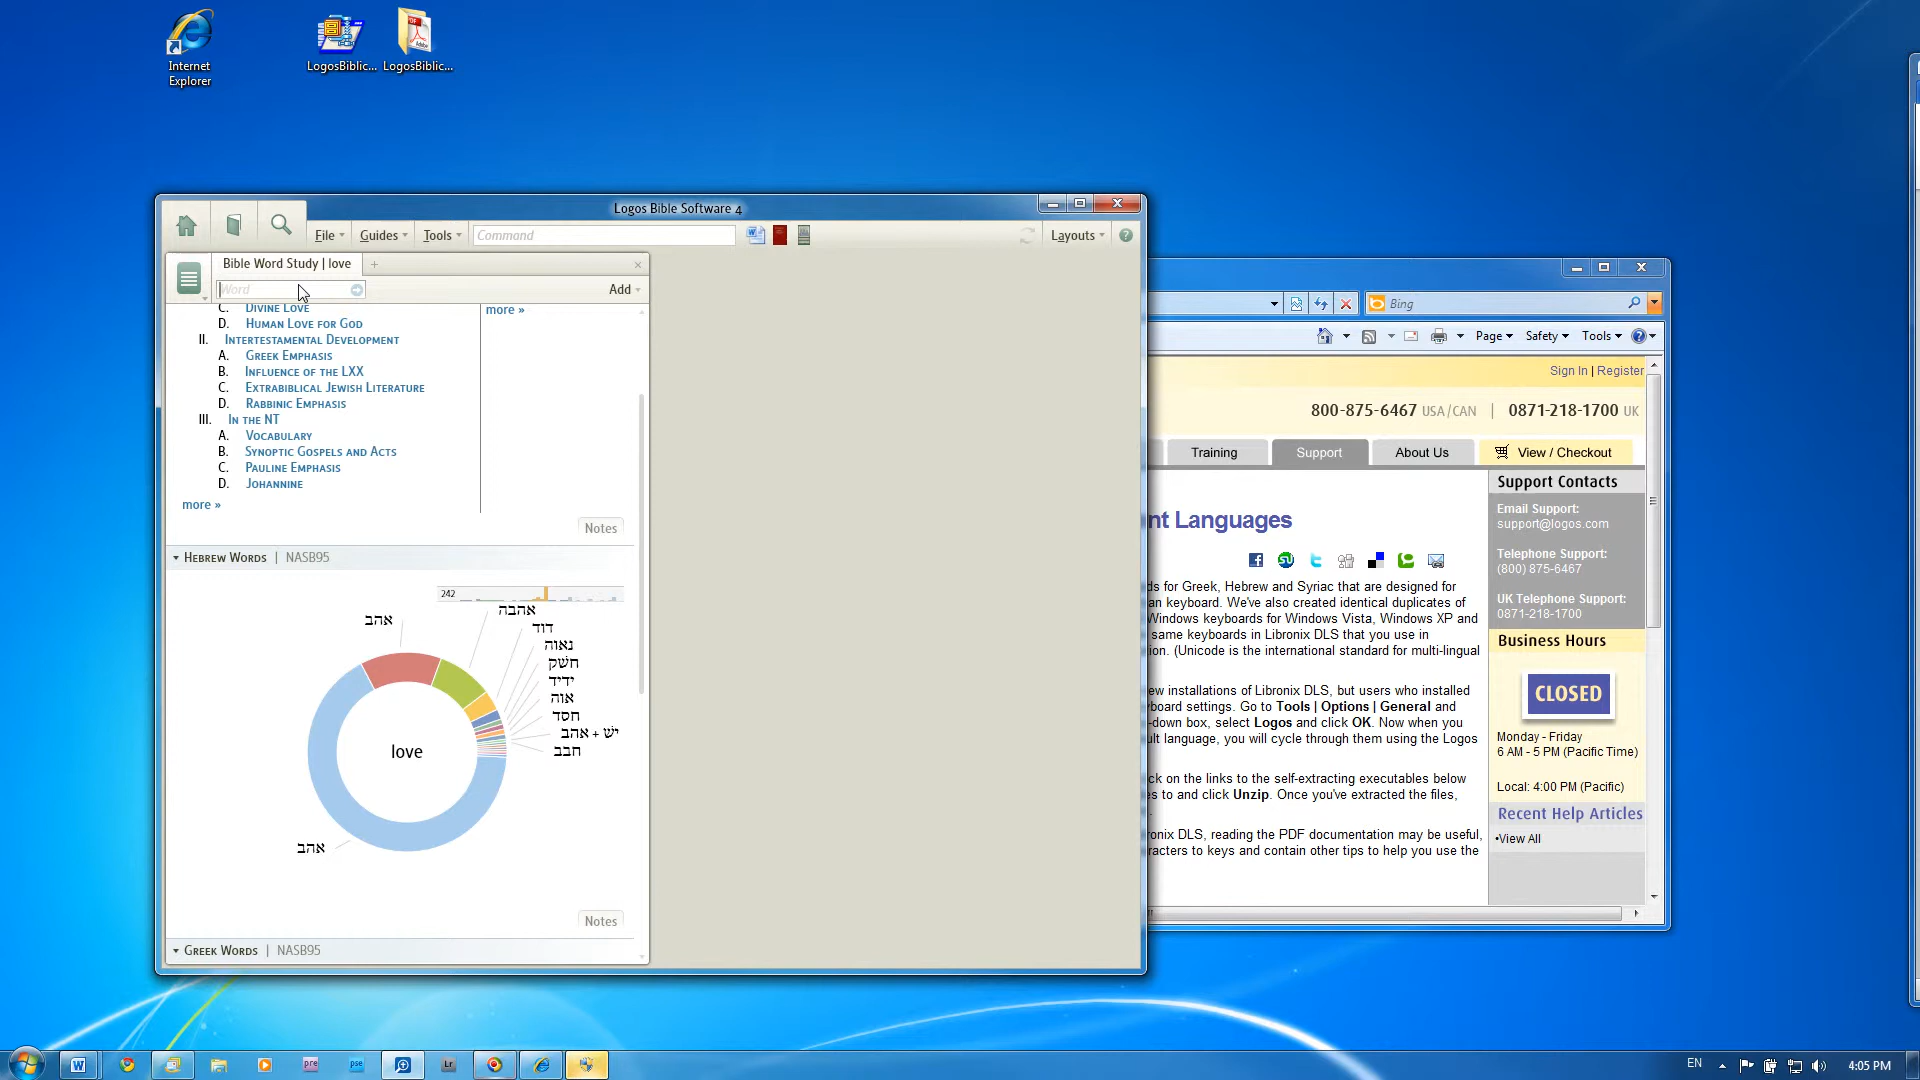 Internet
Explorer
LogosBiblic...
LogosBiblic...
Logos Bible Software 4
File
Guides
Tools
Command
Layouts
Bible Word Study | love
Word
Add
C. Divine Love
D. Human Love for God
II. Intertestamental Development
A. Greek Emphasis
B. Influence of the LXX
C. Extrabiblical Jewish Literature
D. Rabbinic Emphasis
III. In the NT
A. Vocabulary
B. Synoptic Gospels and Acts
C. Pauline Emphasis
D. Johannine
more »
more »
Notes
Hebrew Words | NASB95
242
אהב
אהבה
דוד
נאוה
חשק
ידיד
אוה
חסד
יש + אהב
חבב
love
אהב
Notes
Greek Words | NASB95
Bing
Page
Safety
Tools
Sign In | Register
800-875-6467 USA/CAN | 0871-218-1700 UK
Training
Support
About Us
View / Checkout
nt Languages
ds for Greek, Hebrew and Syriac that are designed for
an keyboard. We've also created identical duplicates of
Windows keyboards for Windows Vista, Windows XP and
same keyboards in Libronix DLS that you use in
ion. (Unicode is the international standard for multi-lingual
ew installations of Libronix DLS, but users who installed
yboard settings. Go to Tools | Options | General and
-down box, select Logos and click OK. Now when you
ult language, you will cycle through them using the Logos
ck on the links to the self-extracting executables below
es to and click Unzip. Once you've extracted the files,
ronix DLS, reading the PDF documentation may be useful,
racters to keys and contain other tips to help you use the
Support Contacts
Email Support:
support@logos.com
Telephone Support:
(800) 875-6467
UK Telephone Support:
0871-218-1700
Business Hours
CLOSED
Monday - Friday
6 AM - 5 PM (Pacific Time)
Local: 4:00 PM (Pacific)
Recent Help Articles
•View All
W
pre
pse
Lr
EN
4:05 PM